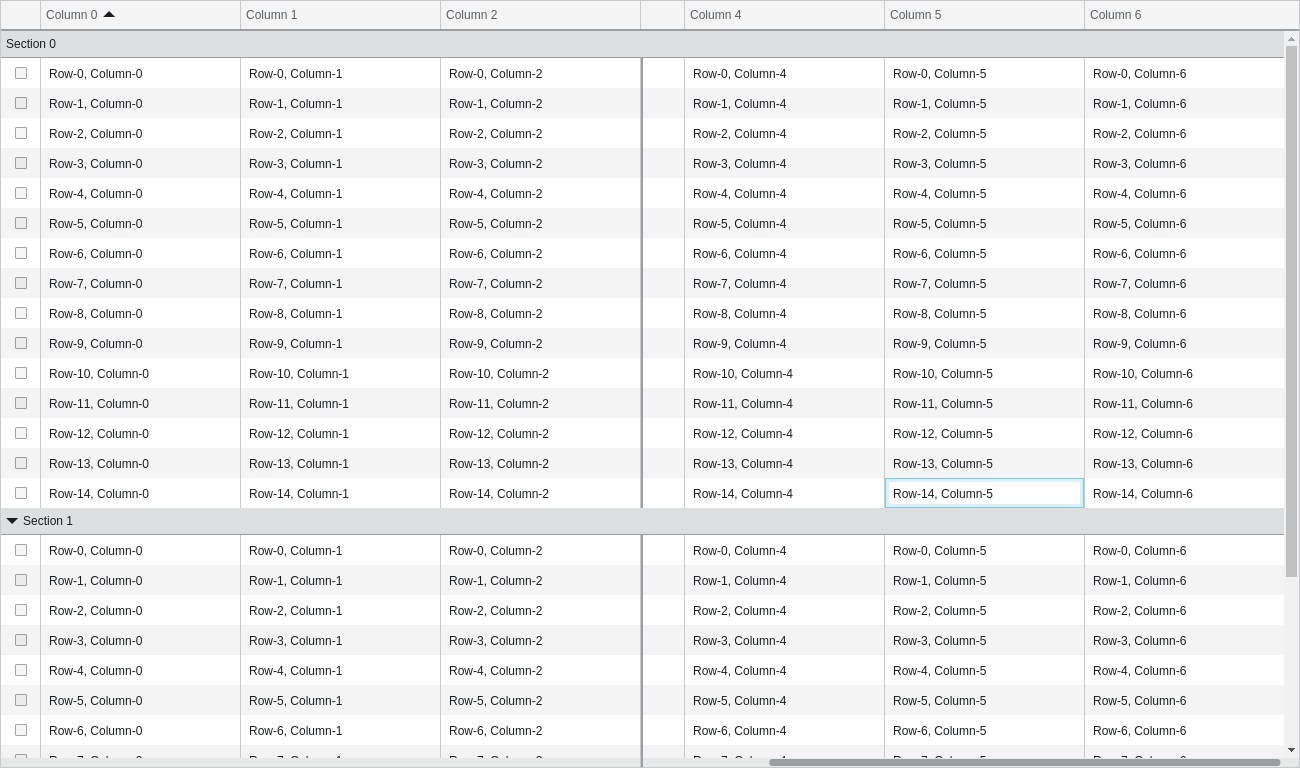 Column 0 Column 1 Column 2 Column 4 Column 5 Column 6
Section 0
Row-0, Column-0 Row-0, Column-1 Row-0, Column-2 Row-0, Column-4 Row-0, Column-5 Row-0, Column-6
Row-1, Column-0 Row-1, Column-1 Row-1, Column-2 Row-1, Column-4 Row-1, Column-5 Row-1, Column-6
Row-2, Column-0 Row-2, Column-1 Row-2, Column-2 Row-2, Column-4 Row-2, Column-5 Row-2, Column-6
Row-3, Column-0 Row-3, Column-1 Row-3, Column-2 Row-3, Column-4 Row-3, Column-5 Row-3, Column-6
Row-4, Column-0 Row-4, Column-1 Row-4, Column-2 Row-4, Column-4 Row-4, Column-5 Row-4, Column-6
Row-5, Column-0 Row-5, Column-1 Row-5, Column-2 Row-5, Column-4 Row-5, Column-5 Row-5, Column-6
Row-6, Column-0 Row-6, Column-1 Row-6, Column-2 Row-6, Column-4 Row-6, Column-5 Row-6, Column-6
Row-7, Column-0 Row-7, Column-1 Row-7, Column-2 Row-7, Column-4 Row-7, Column-5 Row-7, Column-6
Row-8, Column-0 Row-8, Column-1 Row-8, Column-2 Row-8, Column-4 Row-8, Column-5 Row-8, Column-6
Row-9, Column-0 Row-9, Column-1 Row-9, Column-2 Row-9, Column-4 Row-9, Column-5 Row-9, Column-6
Row-10, Column-0 Row-10, Column-1 Row-10, Column-2 Row-10, Column-4 Row-10, Column-5 Row-10, Column-6
Row-11, Column-0 Row-11, Column-1 Row-11, Column-2 Row-11, Column-4 Row-11, Column-5 Row-11, Column-6
Row-12, Column-0 Row-12, Column-1 Row-12, Column-2 Row-12, Column-4 Row-12, Column-5 Row-12, Column-6
Row-13, Column-0 Row-13, Column-1 Row-13, Column-2 Row-13, Column-4 Row-13, Column-5 Row-13, Column-6
Row-14, Column-0 Row-14, Column-1 Row-14, Column-2 Row-14, Column-4 Row-14, Column-5 Row-14, Column-6
Section 1
Row-0, Column-0 Row-0, Column-1 Row-0, Column-2 Row-0, Column-4 Row-0, Column-5 Row-0, Column-6
Row-1, Column-0 Row-1, Column-1 Row-1, Column-2 Row-1, Column-4 Row-1, Column-5 Row-1, Column-6
Row-2, Column-0 Row-2, Column-1 Row-2, Column-2 Row-2, Column-4 Row-2, Column-5 Row-2, Column-6
Row-3, Column-0 Row-3, Column-1 Row-3, Column-2 Row-3, Column-4 Row-3, Column-5 Row-3, Column-6
Row-4, Column-0 Row-4, Column-1 Row-4, Column-2 Row-4, Column-4 Row-4, Column-5 Row-4, Column-6
Row-5, Column-0 Row-5, Column-1 Row-5, Column-2 Row-5, Column-4 Row-5, Column-5 Row-5, Column-6
Row-6, Column-0 Row-6, Column-1 Row-6, Column-2 Row-6, Column-4 Row-6, Column-5 Row-6, Column-6